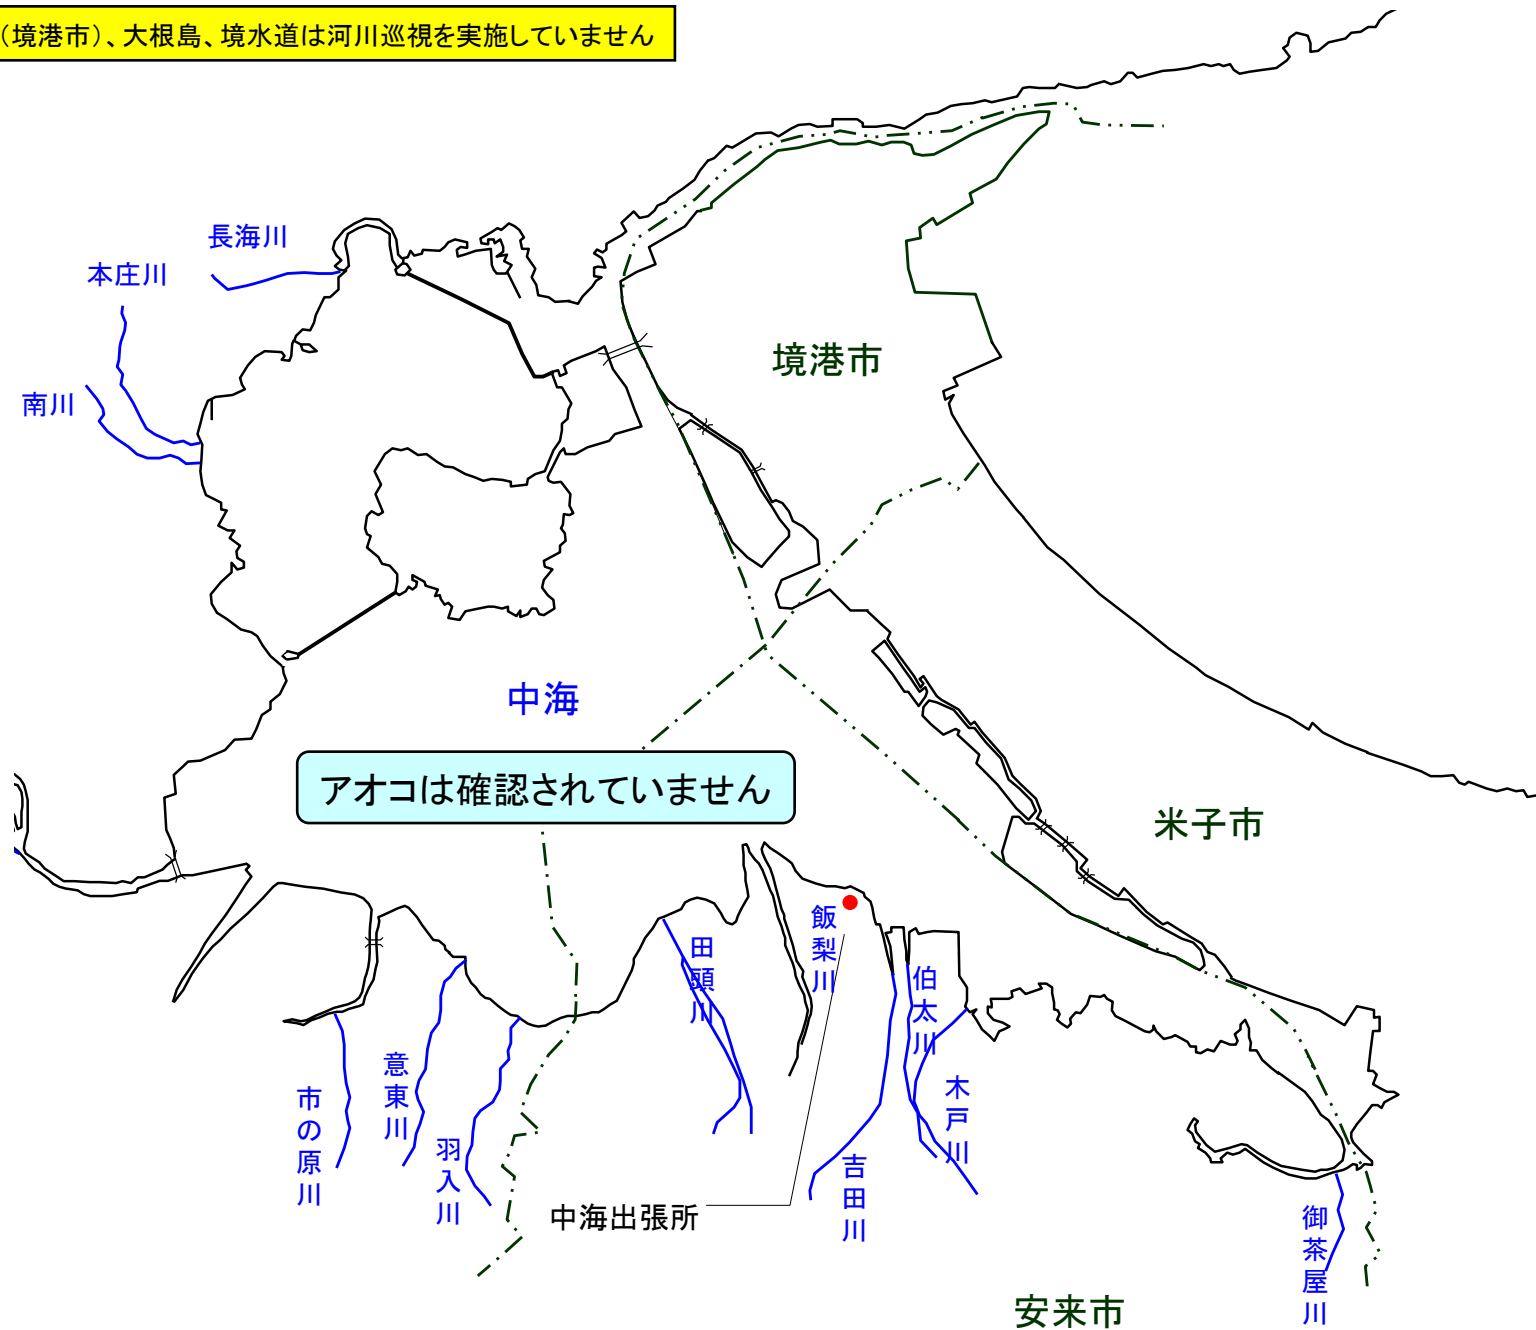 （境港市）、大根島、境水道は河川巡視を実施していません
長海川
本庄川
南川
境港市
中海
アオコは確認されていません
米子市
飯梨川
田頭川
伯太川
意東川
木戸川
市の原川
羽入川
吉田川
中海出張所
御茶屋川
安来市